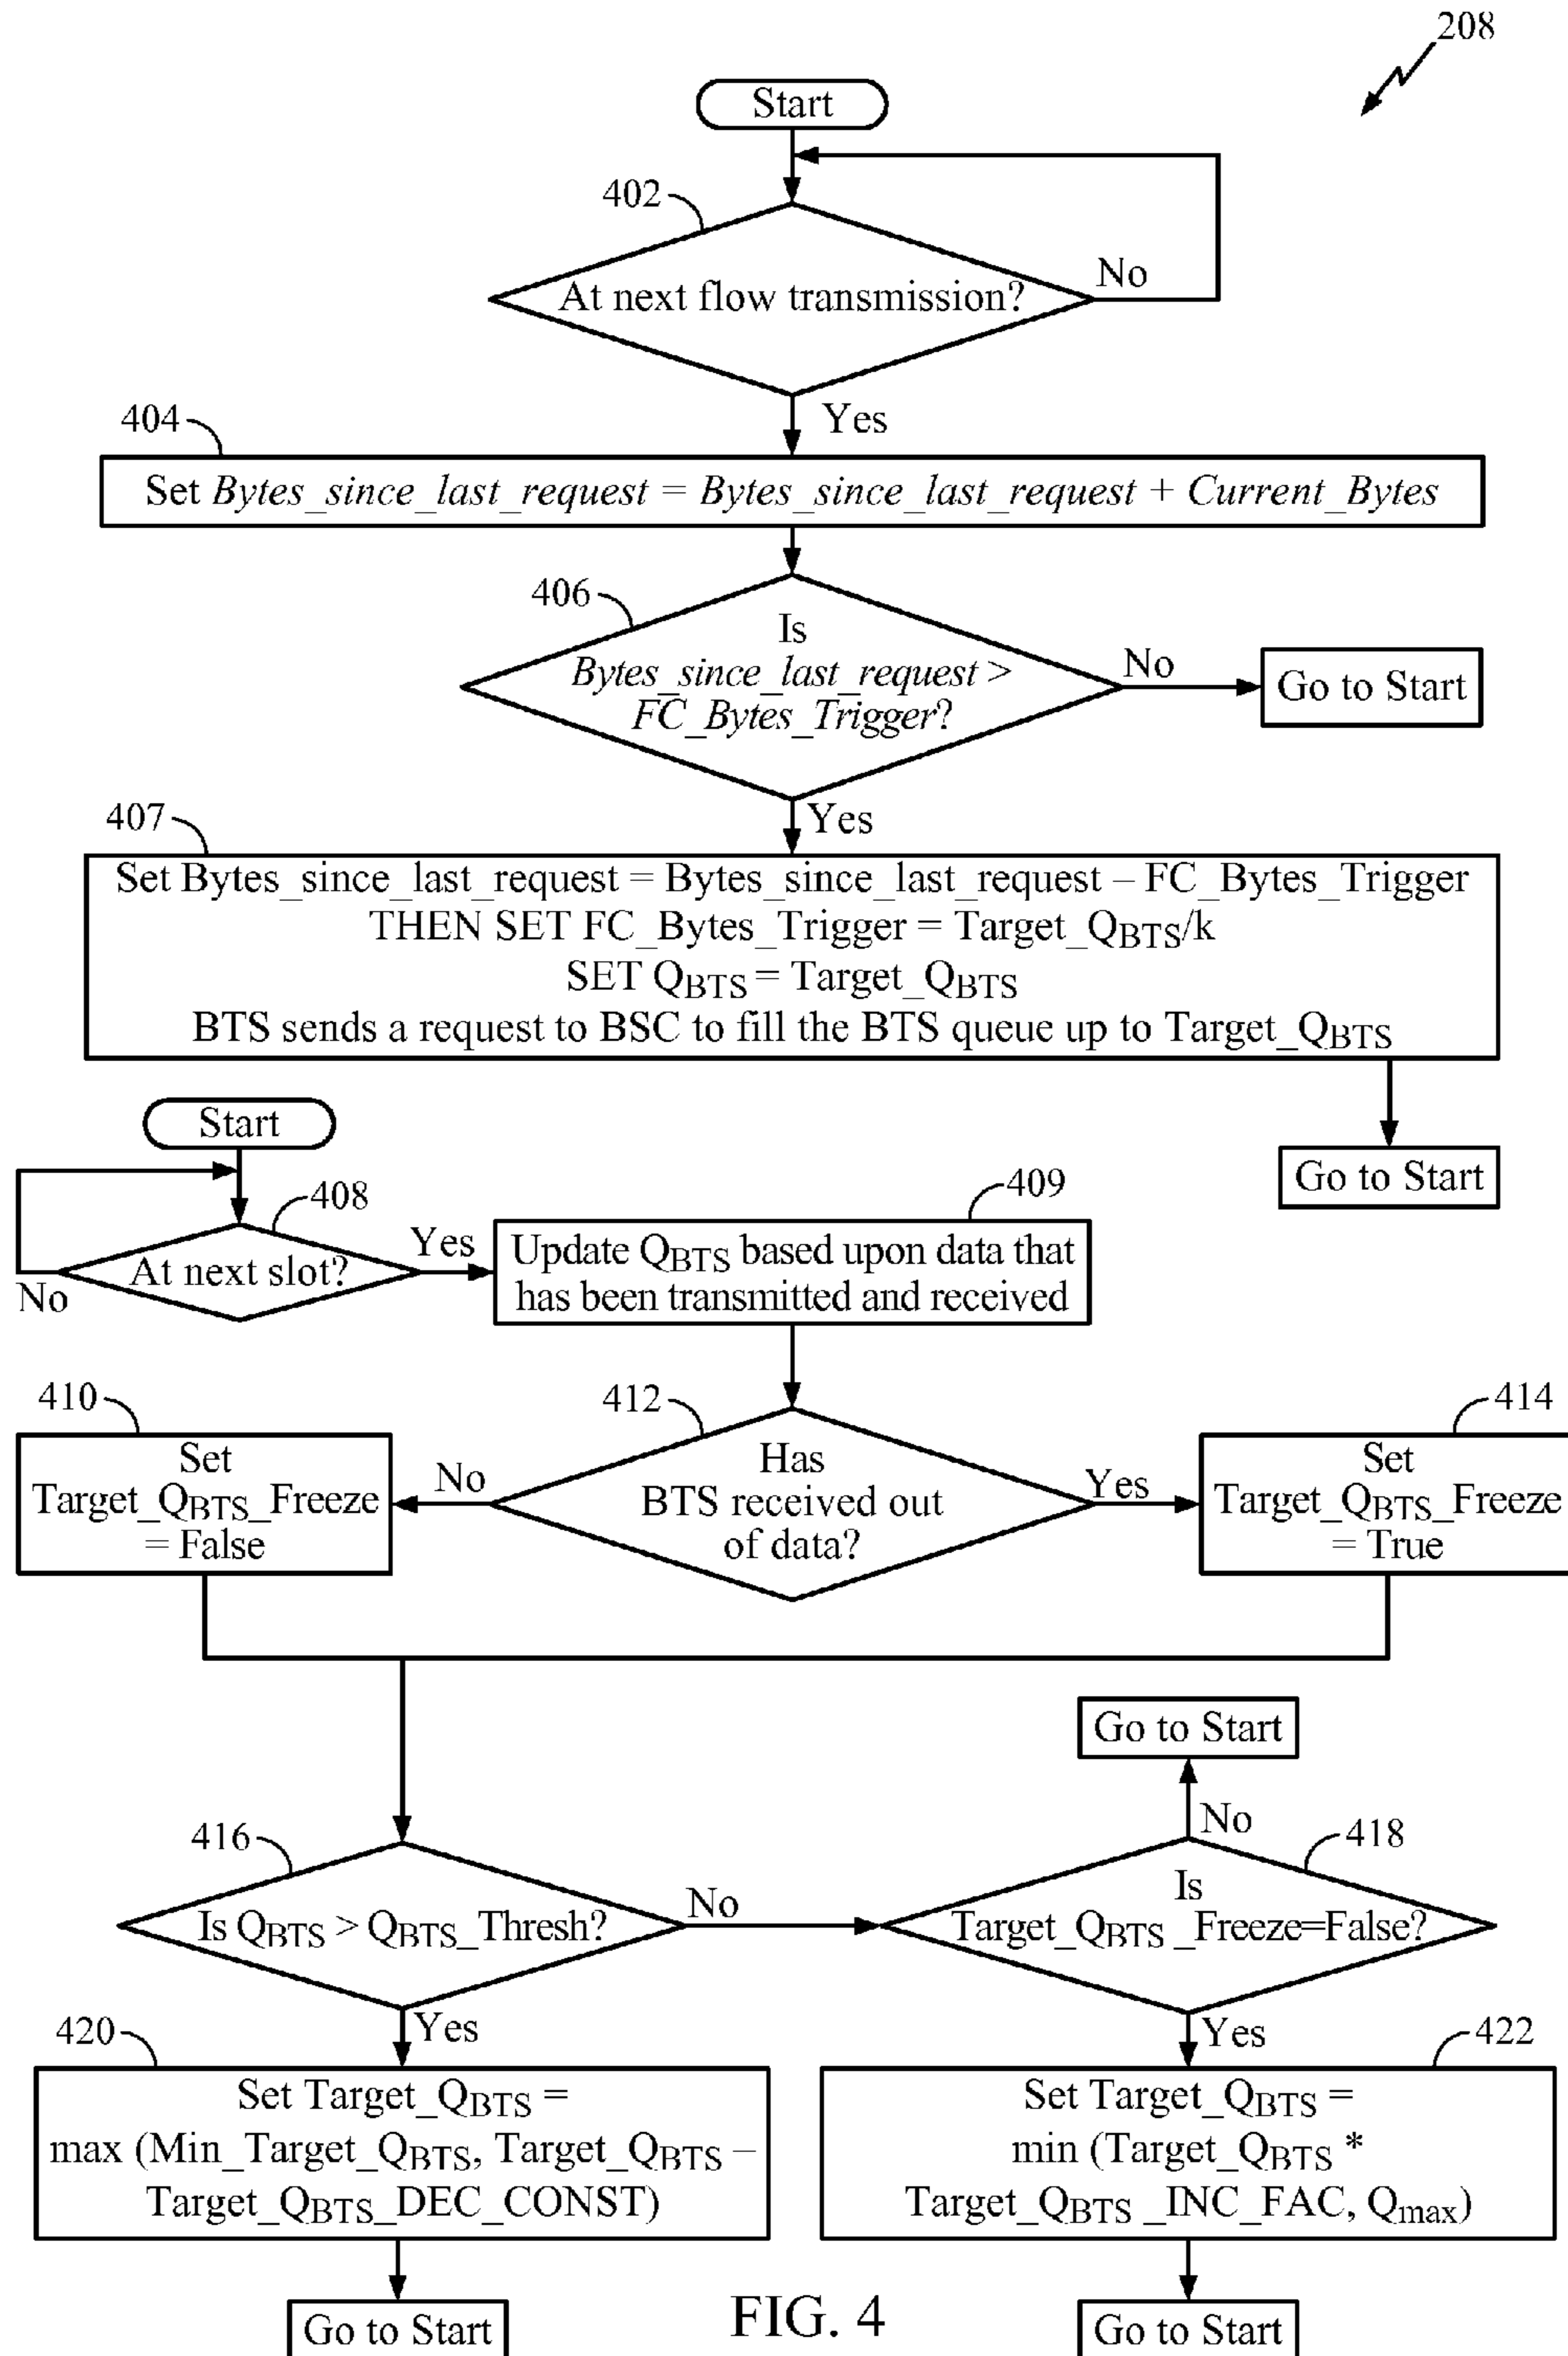 208
Start
402
At next flow transmission?
No
Yes
404
Set Bytes_since_last_request = Bytes_since_last_request + Current_Bytes
406
Is
Bytes_since_last_request >
FC_Bytes_Trigger?
No
Go to Start
Yes
407
Set Bytes_since_last_request = Bytes_since_last_request – FC_Bytes_Trigger
THEN SET FC_Bytes_Trigger = Target_QBTS/k
SET QBTS = Target_QBTS
BTS sends a request to BSC to fill the BTS queue up to Target_QBTS
Go to Start
Start
408
At next slot?
No
Yes
409
Update QBTS based upon data that
has been transmitted and received
410
Set
Target_QBTS_Freeze
= False
412
No
Has
BTS received out
of data?
Yes
414
Set
Target_QBTS_Freeze
= True
Go to Start
No
416
Is QBTS > QBTS_Thresh?
No
418
Is
Target_QBTS_Freeze=False?
Yes
Yes
420
Set Target_QBTS =
max (Min_Target_QBTS, Target_QBTS –
Target_QBTS_DEC_CONST)
422
Set Target_QBTS =
min (Target_QBTS *
Target_QBTS_INC_FAC, Qmax)
Go to Start
FIG. 4
Go to Start